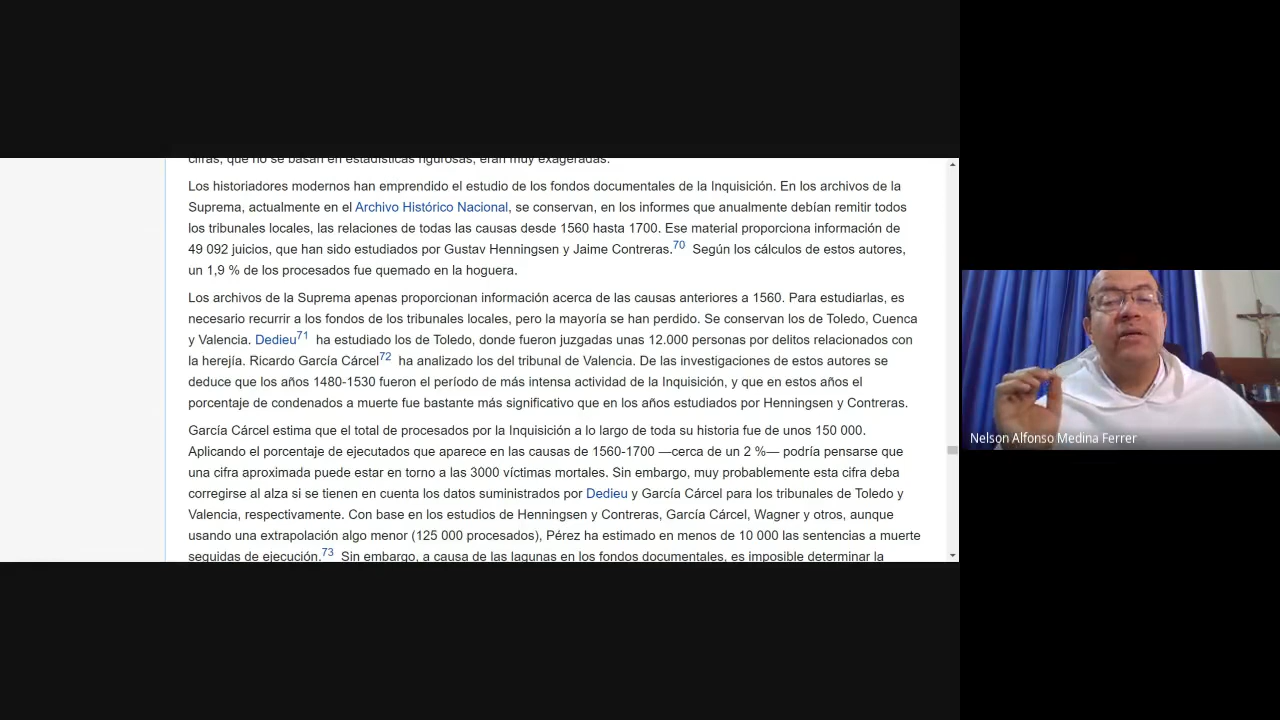 cifras, que no se basan en estadísticas rigurosas, eran muy exageradas.
Los historiadores modernos han emprendido el estudio de los fondos documentales de la Inquisición. En los archivos de la
Suprema, actualmente en el Archivo Histórico Nacional, se conservan, en los informes que anualmente debían remitir todos
los tribunales locales, las relaciones de todas las causas desde 1560 hasta 1700. Ese material proporciona información de
49 092 juicios, que han sido estudiados por Gustav Henningsen y Jaime Contreras.70 Según los cálculos de estos autores,
un 1,9 % de los procesados fue quemado en la hoguera.
Los archivos de la Suprema apenas proporcionan información acerca de las causas anteriores a 1560. Para estudiarlas, es
necesario recurrir a los fondos de los tribunales locales, pero la mayoría se han perdido. Se conservan los de Toledo, Cuenca
y Valencia. Dedieu71 ha estudiado los de Toledo, donde fueron juzgadas unas 12.000 personas por delitos relacionados con
la herejía. Ricardo García Cárcel72 ha analizado los del tribunal de Valencia. De las investigaciones de estos autores se
deduce que los años 1480-1530 fueron el período de más intensa actividad de la Inquisición, y que en estos años el
porcentaje de condenados a muerte fue bastante más significativo que en los años estudiados por Henningsen y Contreras.
García Cárcel estima que el total de procesados por la Inquisición a lo largo de toda su historia fue de unos 150 000.
Aplicando el porcentaje de ejecutados que aparece en las causas de 1560-1700 —cerca de un 2 %— podría pensarse que
una cifra aproximada puede estar en torno a las 3000 víctimas mortales. Sin embargo, muy probablemente esta cifra deba
corregirse al alza si se tienen en cuenta los datos suministrados por Dedieu y García Cárcel para los tribunales de Toledo y
Valencia, respectivamente. Con base en los estudios de Henningsen y Contreras, García Cárcel, Wagner y otros, aunque
usando una extrapolación algo menor (125 000 procesados), Pérez ha estimado en menos de 10 000 las sentencias a muerte
seguidas de ejecución.73 Sin embargo, a causa de las lagunas en los fondos documentales, es imposible determinar la
Nelson Alfonso Medina Ferrer